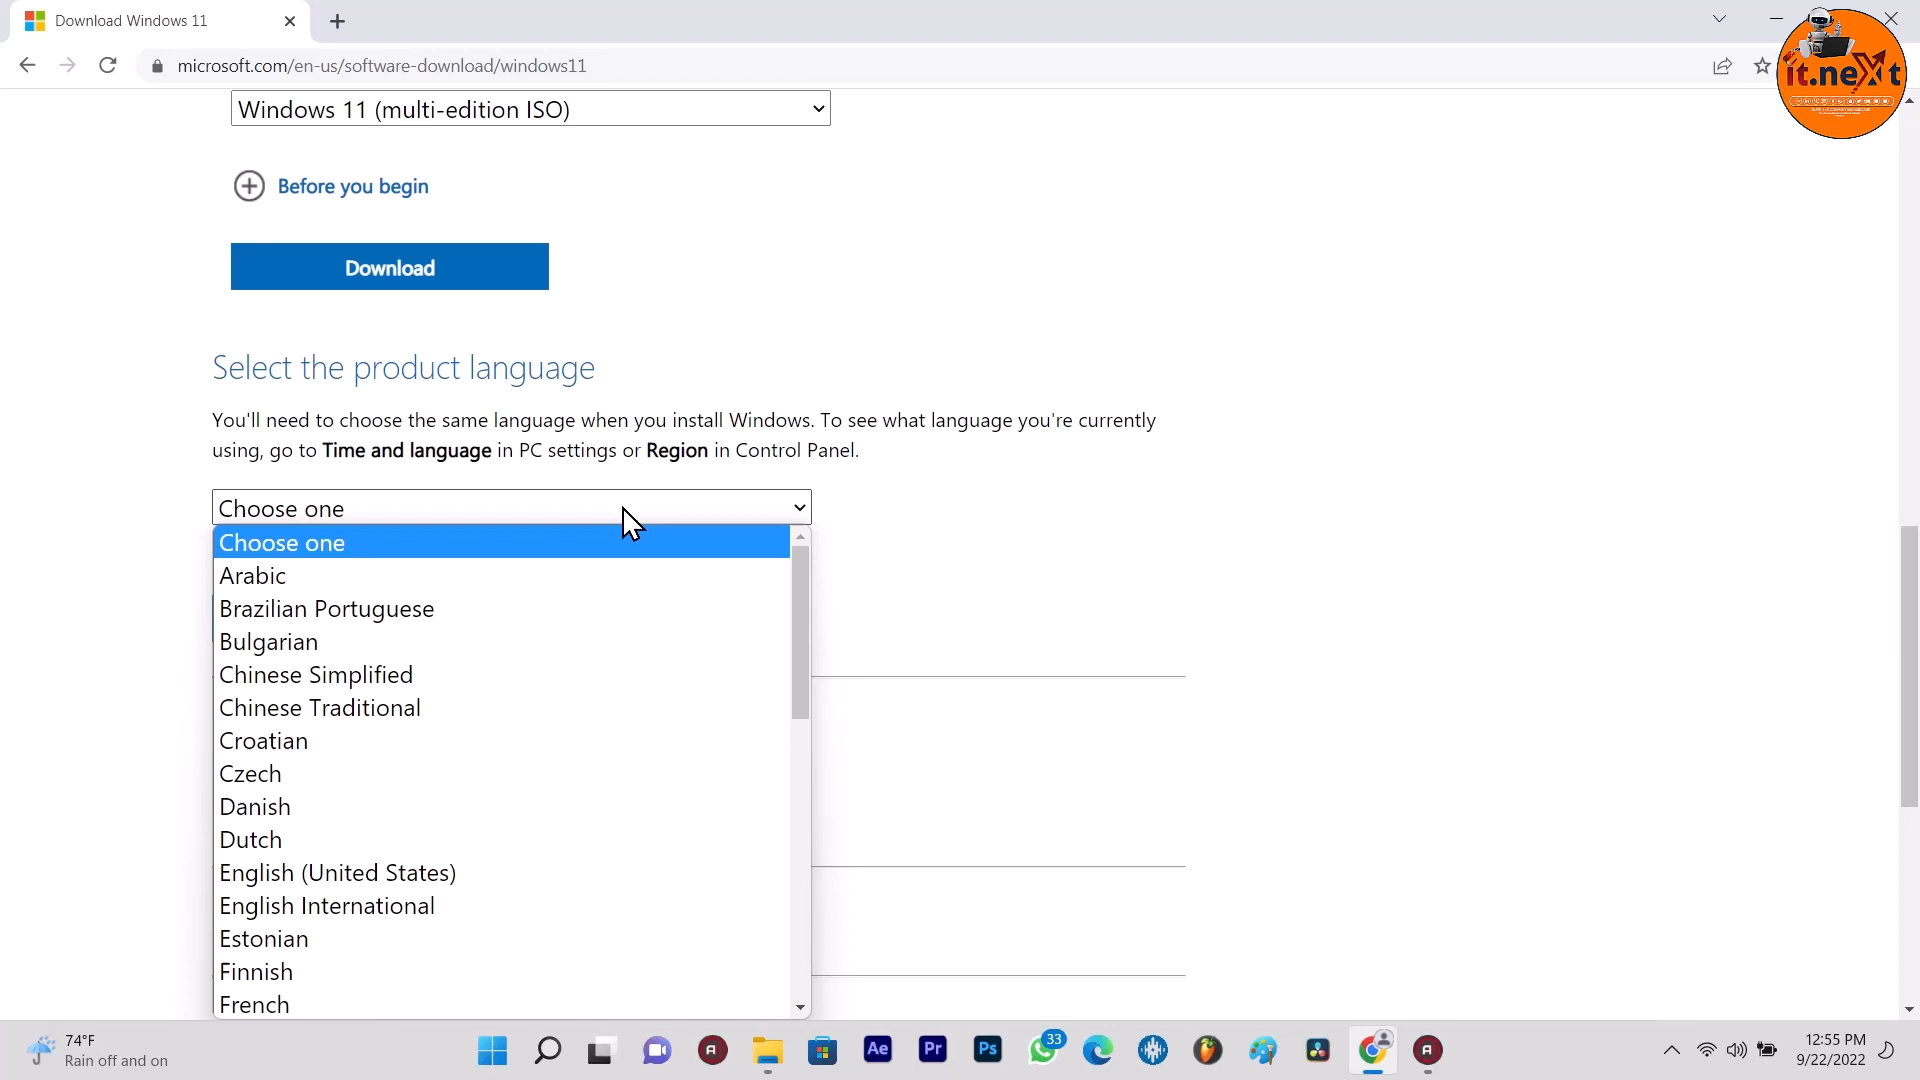 Download Windows 11
microsoft.com/en-us/software-download/windows11
it.neXt
Windows 11 (multi-edition ISO)
Before you begin
Download
Select the product language
You'll need to choose the same language when you install Windows. To see what language you're currently
using, go to Time and language in PC settings or Region in Control Panel.
Choose one
Choose one
Arabic
Brazilian Portuguese
Bulgarian
Chinese Simplified
Chinese Traditional
Croatian
Czech
Danish
Dutch
English (United States)
English International
Estonian
Finnish
French
74°F
Rain off and on
A
Ae
Pr
Ps
33
A
12:55 PM
9/22/2022